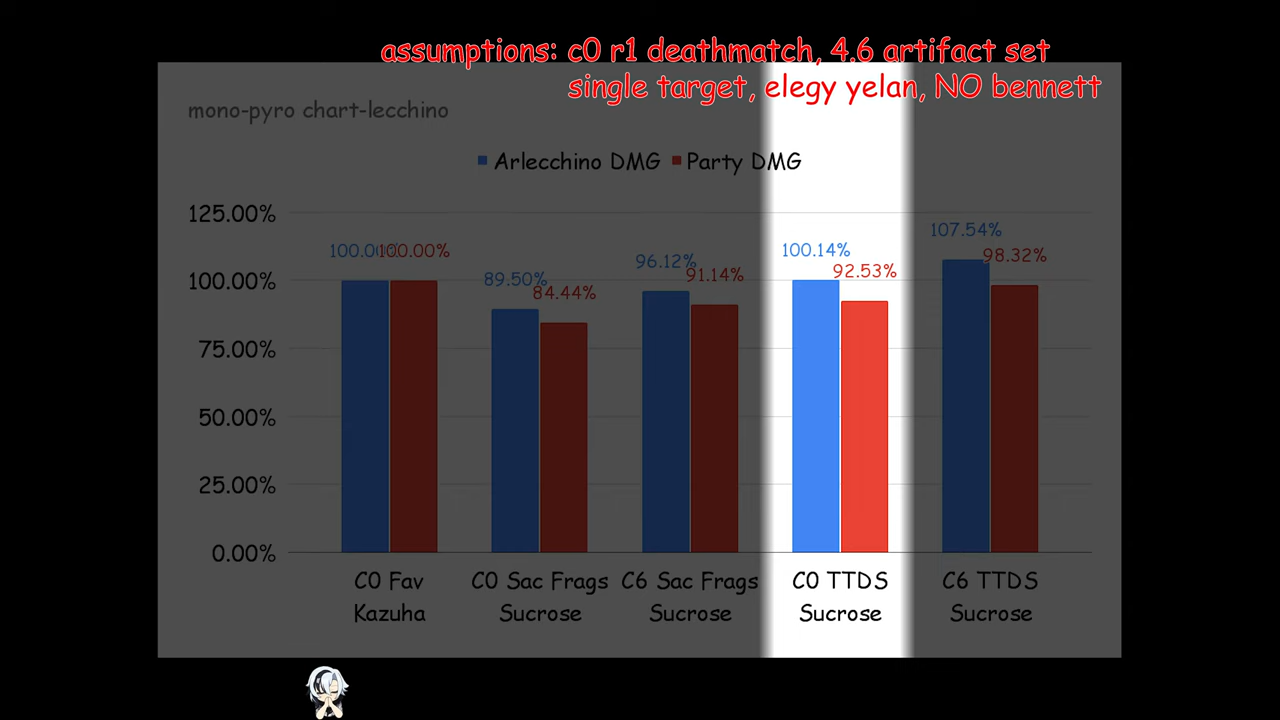 assumptions: c0 r1 deathmatch, 4.6 artifact set
single target, elegy yelan, NO bennett
mono-pyro chart-lecchino
Arlecchino DMG Party DMG
125.00%
100.00%
75.00%
50.00%
25.00%
0.00%
100.00% 100.00%
89.50% 84.44%
96.12% 91.14%
100.14% 92.53%
107.54% 98.32%
C0 Fav
Kazuha
C0 Sac Frags
Sucrose
C6 Sac Frags
Sucrose
C0 TTDS
Sucrose
C6 TTDS
Sucrose